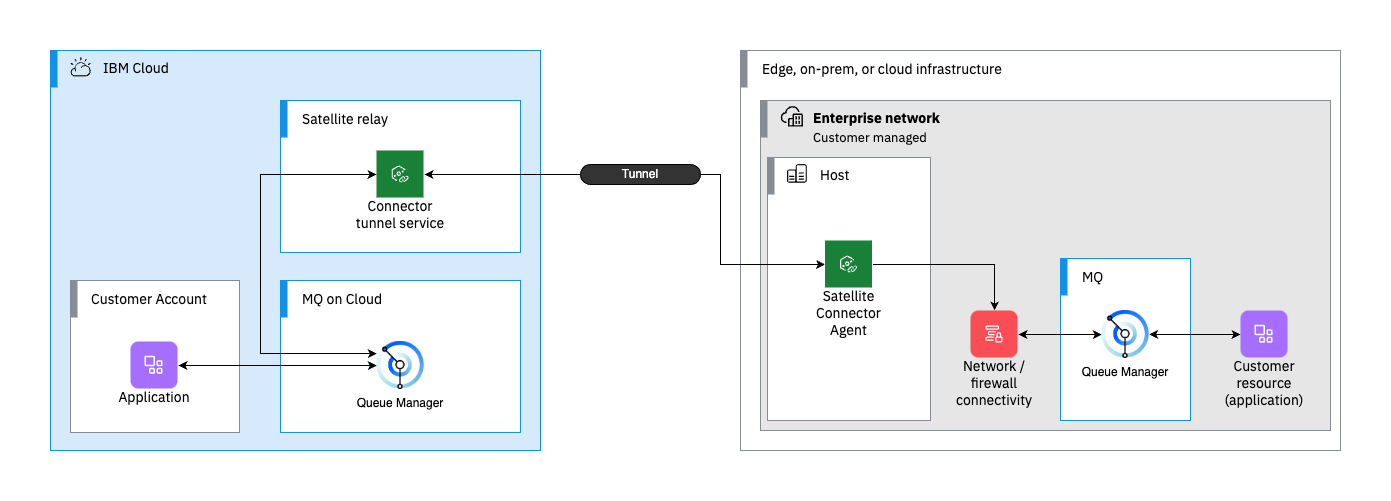 IBM Cloud
Satellite relay
Connector
tunnel service
Customer Account
Application
MQ on Cloud
Queue Manager
Tunnel
Edge, on-prem, or cloud infrastructure
Enterprise network
Customer managed
Host
Satellite
Connector
Agent
Network /
firewall
connectivity
MQ
Queue Manager
Customer
resource
(application)